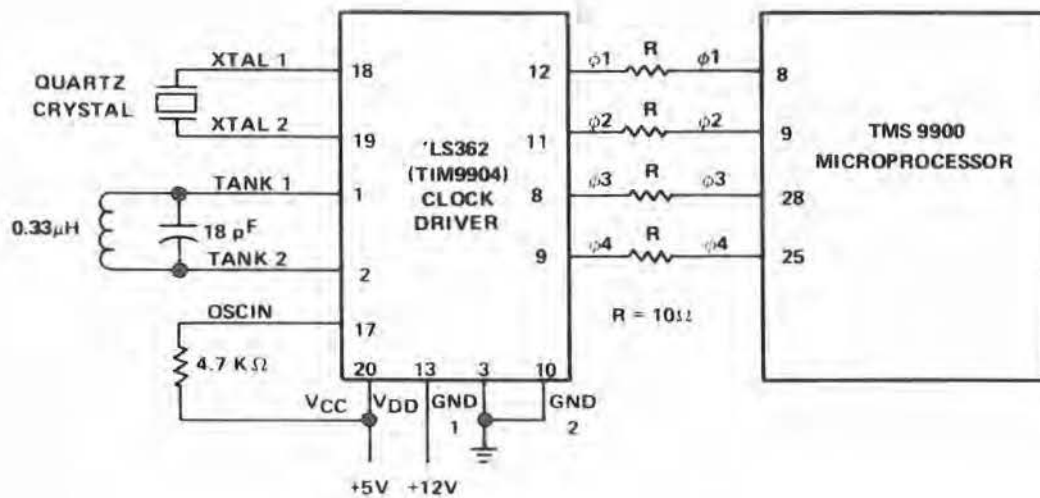 QUARTZ
CRYSTAL
XTAL 1
XTAL 2
TANK 1
TANK 2
0.33μH
18 pF
OSCIN
4.7 KΩ
18
19
1
2
17
'LS362
(TIM9904)
CLOCK
DRIVER
12
11
8
9
20
13
3
10
VCC
VDD
GND
1
GND
2
+5V
+12V
φ1
R
φ1
φ2
R
φ2
φ3
R
φ3
φ4
R
φ4
R = 10Ω
8
9
28
25
TMS 9900
MICROPROCESSOR